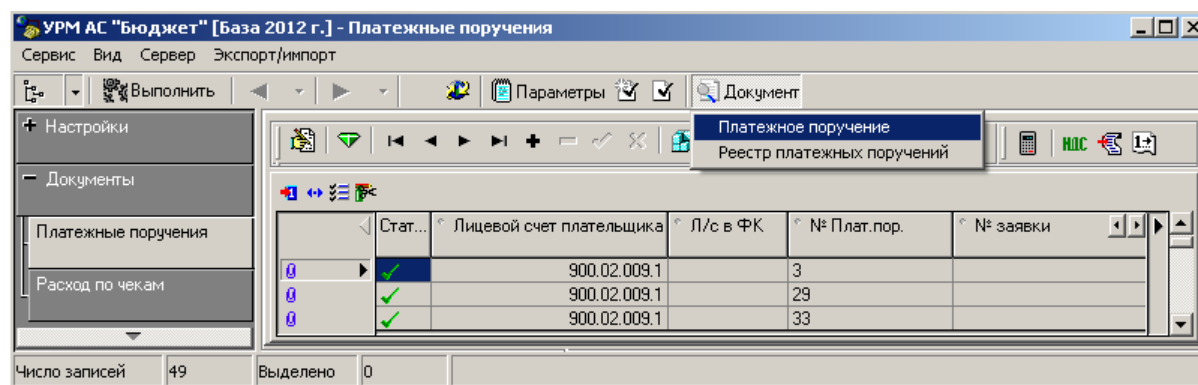 УРМ АС "Бюджет" [База 2012 г.] - Платежные поручения
Сервис Вид Сервер Экспорт/импорт
Выполнить Параметры Документ
Платежное поручение
Реестр платежных поручений
НДС
Настройки
Документы
Платежные поручения
Расход по чекам
Стат... Лицевой счет плательщика Л/с в ФК № Плат.пор. № заявки
900.02.009.1 3
900.02.009.1 29
900.02.009.1 33
Число записей 49 Выделено 0